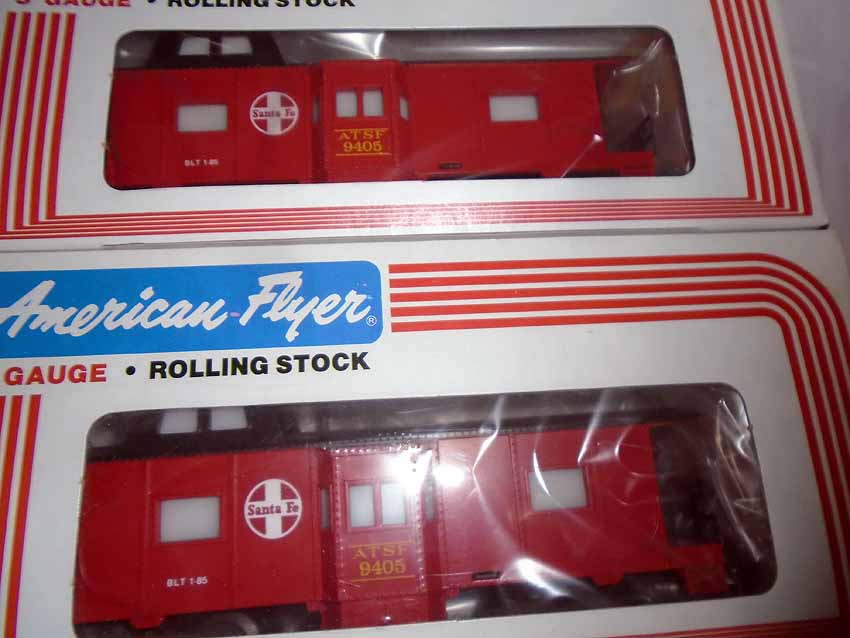 S GAUGE • ROLLING STOCK
Santa Fe
ATSF
9405
BLT 1-85
American Flyer®
GAUGE • ROLLING STOCK
Santa Fe
ATSF
9405
BLT 1-85